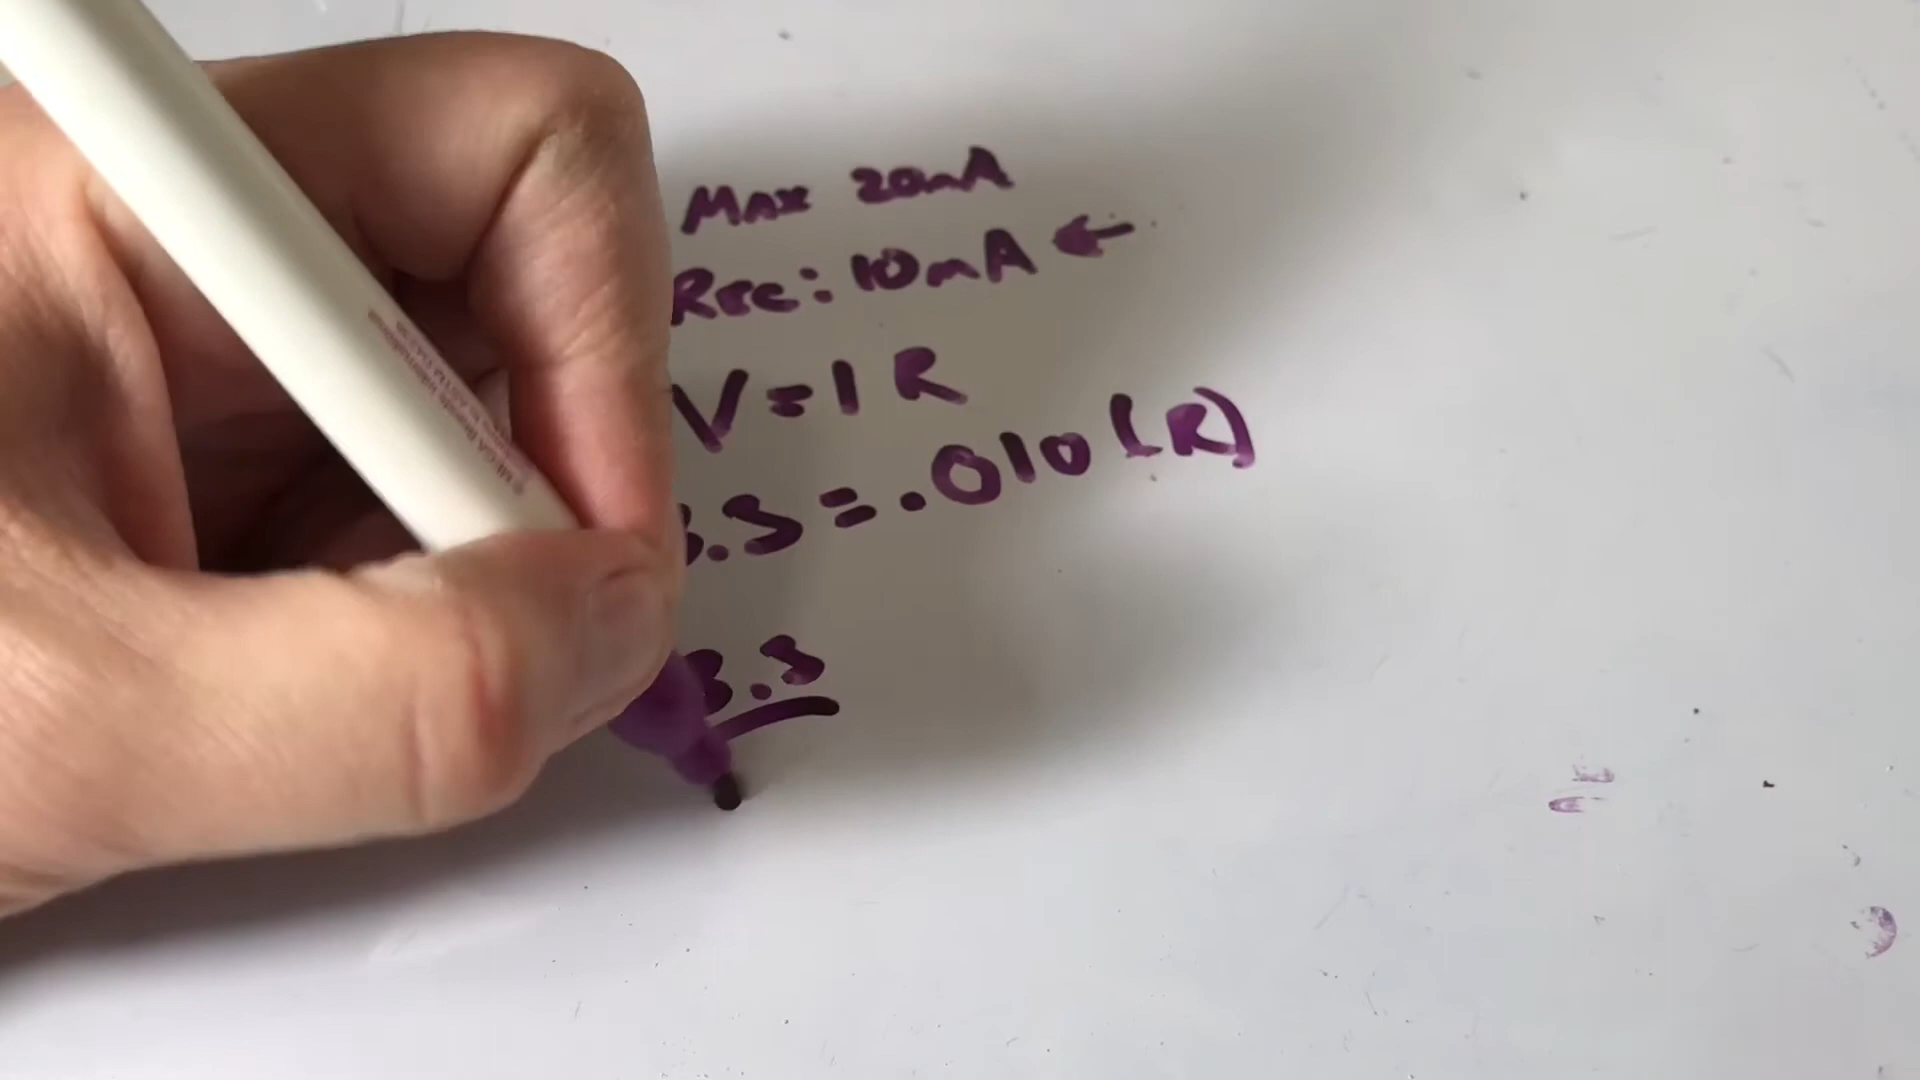 Max 20mA
Rec: 10mA ←
V = I R
3.3 = .010 (R)
3.3